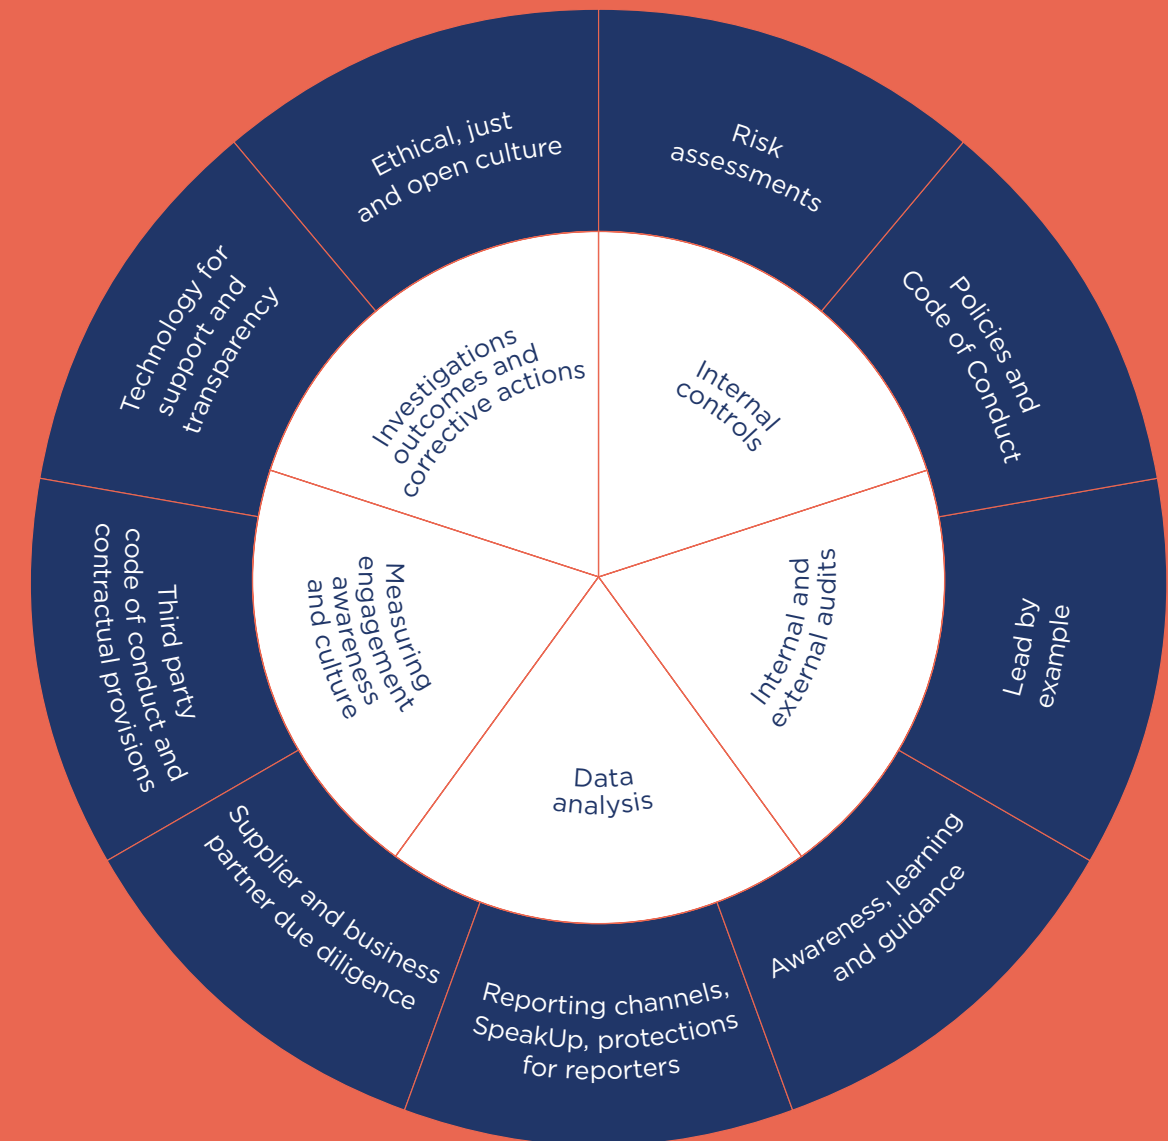 Risk
assessments
Policies and
Code of Conduct
Lead by
example
Awareness, learning
and guidance
Reporting channels,
SpeakUp, protections
for reporters
Supplier and business
partner due diligence
Third party
code of conduct and
contractual provisions
Technology for
support and
transparency
Ethical, just
and open culture
Internal
controls
Internal and
external audits
Data
analysis
Measuring
engagement
awareness
and culture
Investigations
outcomes and
corrective actions